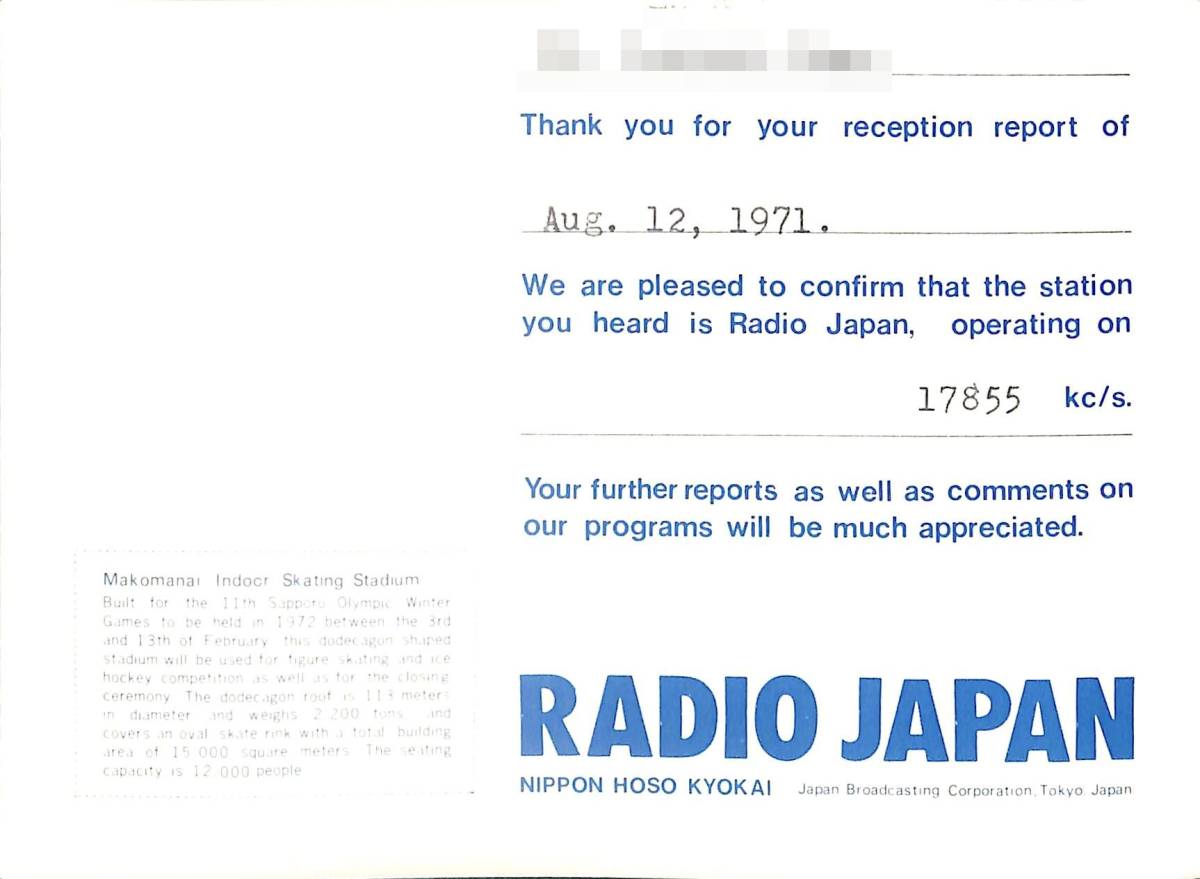 Thank you for your reception report of
Aug. 12, 1971.
We are pleased to confirm that the station
you heard is Radio Japan, operating on
17855 kc/s.
Your further reports as well as comments on
our programs will be much appreciated.
Makomanai Indoor Skating Stadium
Built for the 11th Sapporo Olympic Winter
Games to be held in 1972 between the 3rd
and 13th of February this dodecagon shaped
stadium will be used for figure skating and ice
hockey competition as well as for the closing
ceremony. The dodecagon roof is 113 meters
in diameter and weighs 2,200 tons and
covers an oval skate rink with a total building
area of 15,000 square meters. The seating
capacity is 12,000 people
RADIO JAPAN
NIPPON HOSO KYOKAI Japan Broadcasting Corporation, Tokyo Japan